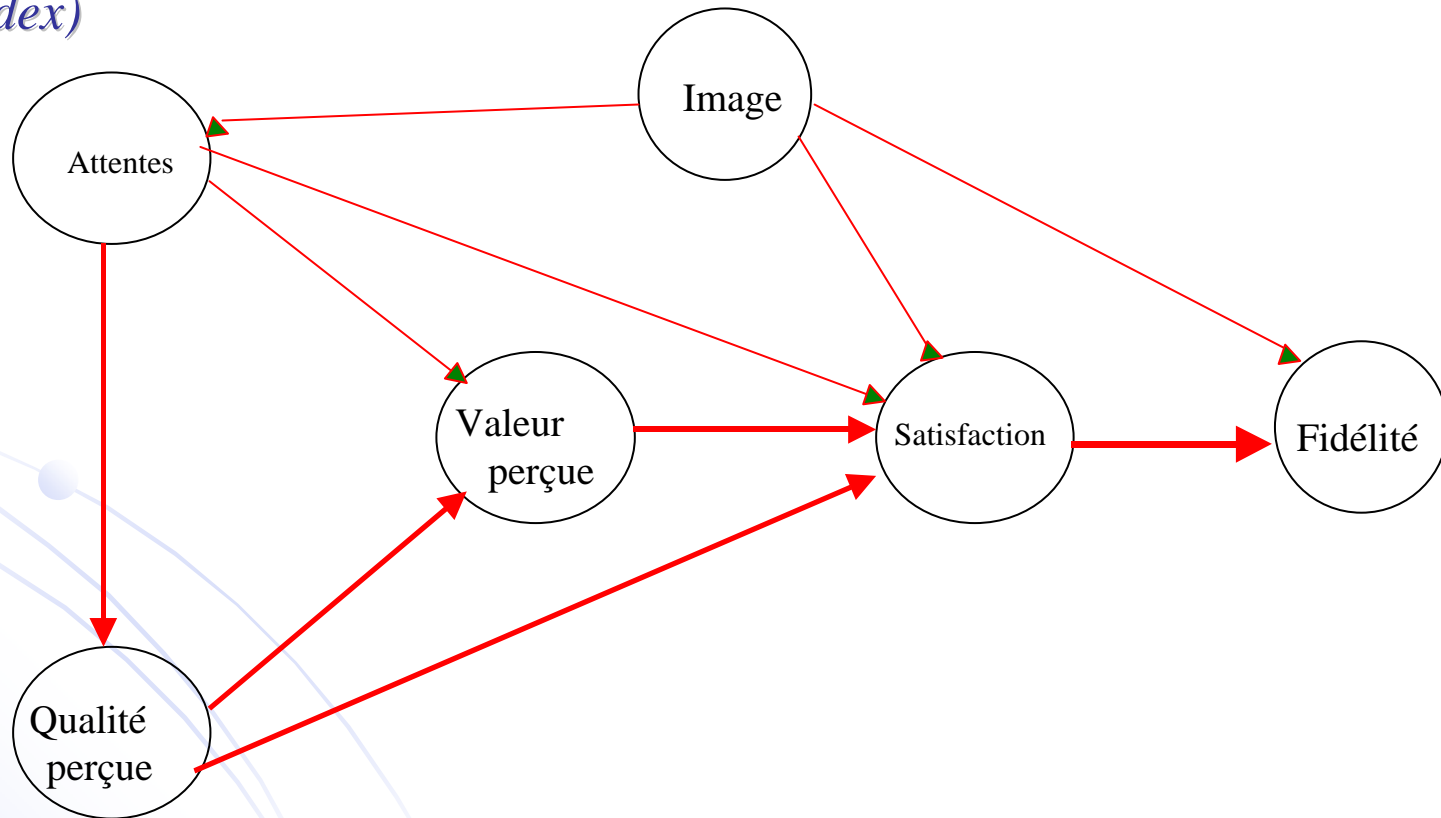 dex)
Image
Attentes
Valeur
perçue
Satisfaction
Fidélité
Qualité
perçue